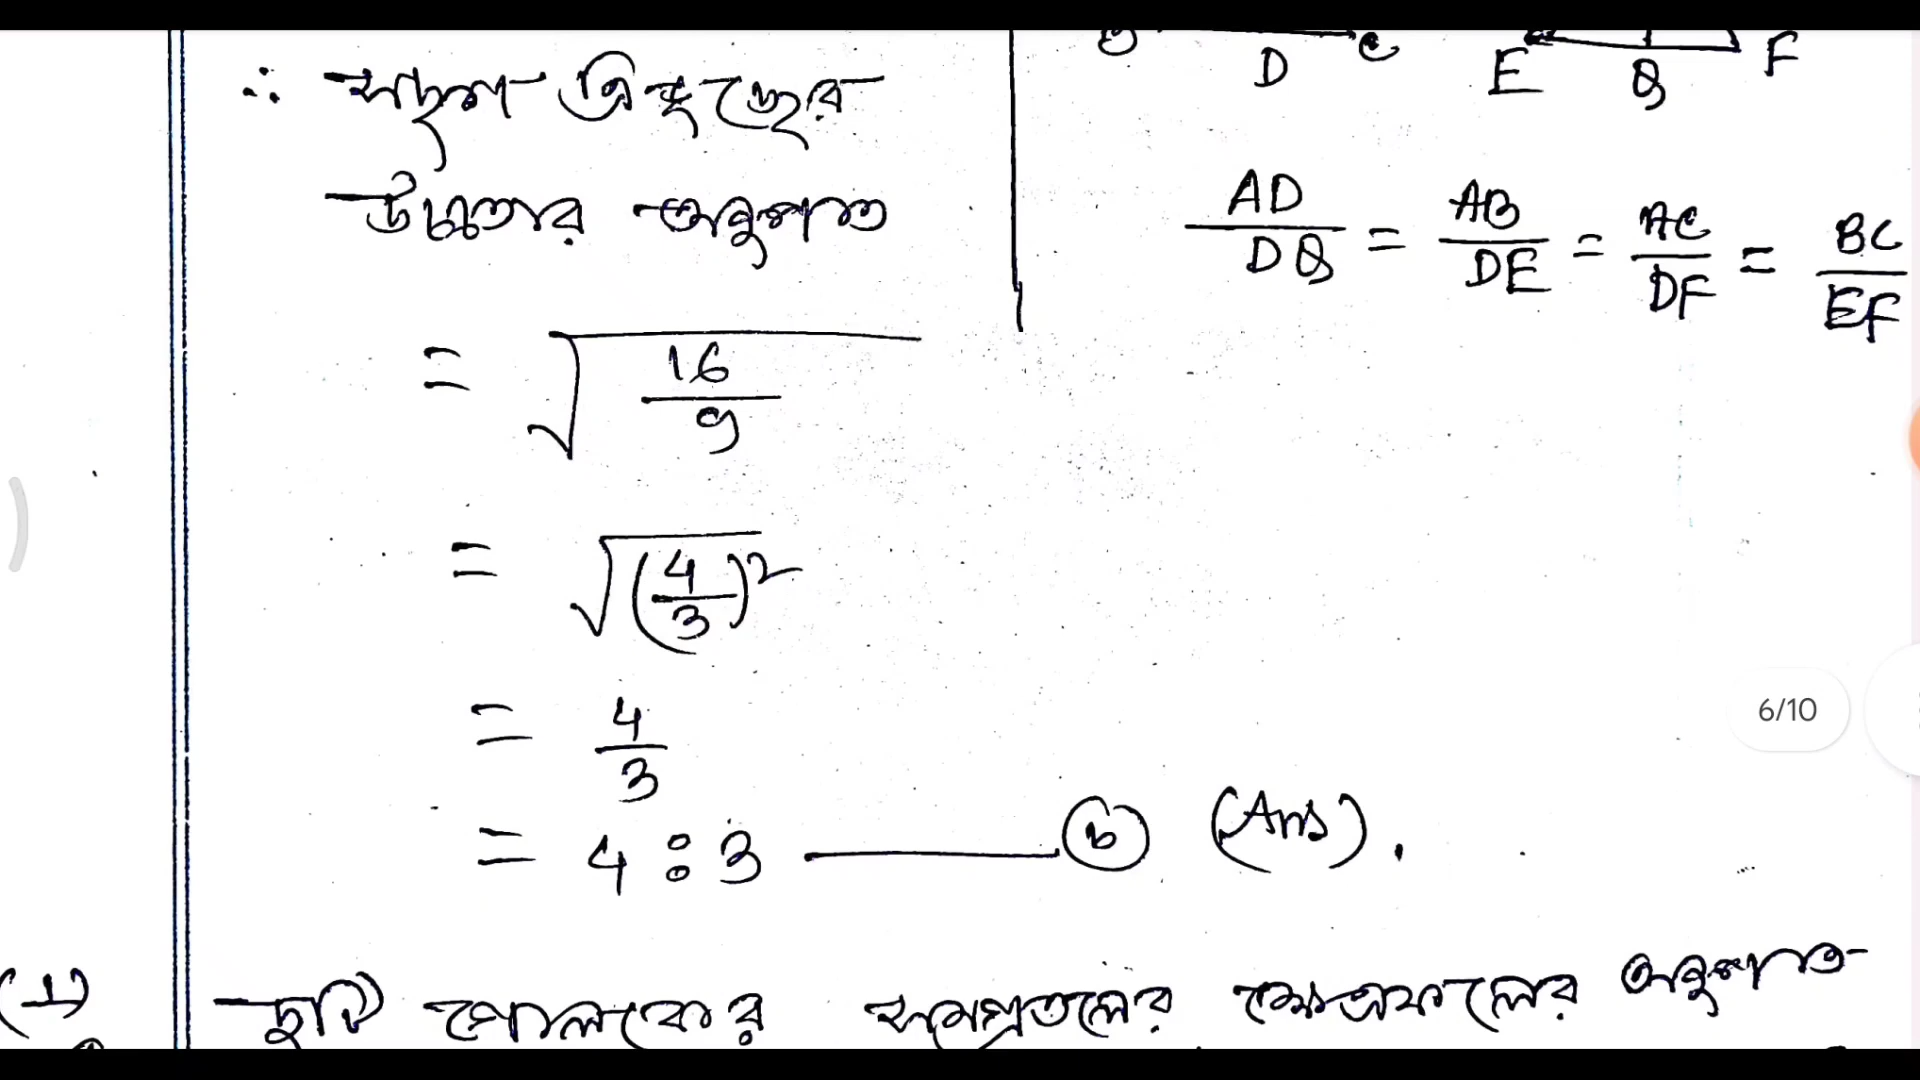 ∴ সদৃশ ত্রিভুজের
উচ্চতার অনুপাত
= √(16/9)
= √(4/3)²
= 4/3
= 4 : 3 —— (b) (Ans).
D C E Q F
AD/DQ = AB/DE = AC/DF = BC/EF
6/10
দুটি গোলকের সমগ্রতলের ক্ষেত্রফলের অনুপাত